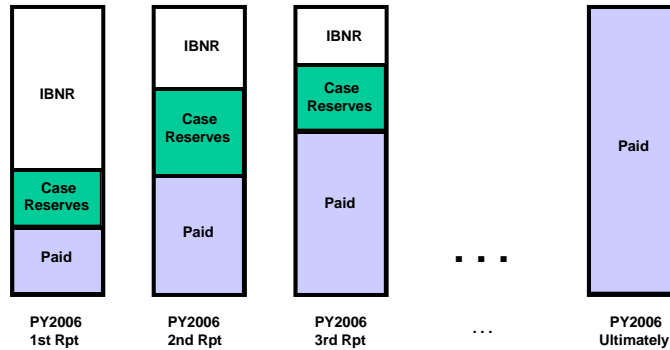 IBNR
Case
Reserves
Paid
IBNR
Case
Reserves
Paid
IBNR
Case
Reserves
Paid
. . .
Paid
PY2006
1st Rpt
PY2006
2nd Rpt
PY2006
3rd Rpt
. . .
PY2006
Ultimately